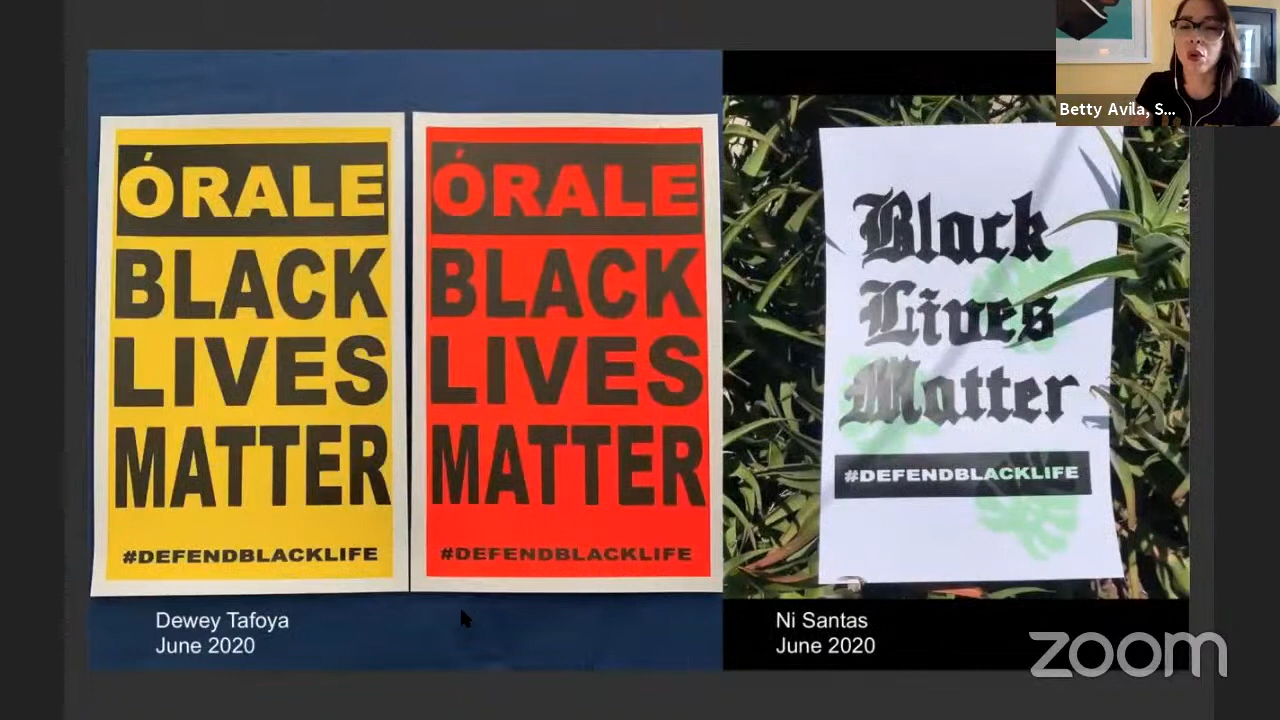 ÓRALE
BLACK
LIVES
MATTER
#DEFENDBLACKLIFE
ÓRALE
BLACK
LIVES
MATTER
#DEFENDBLACKLIFE
Black
Lives
Matter
#DEFENDBLACKLIFE
Dewey Tafoya
June 2020
Ni Santas
June 2020
Betty Avila, S...
zoom